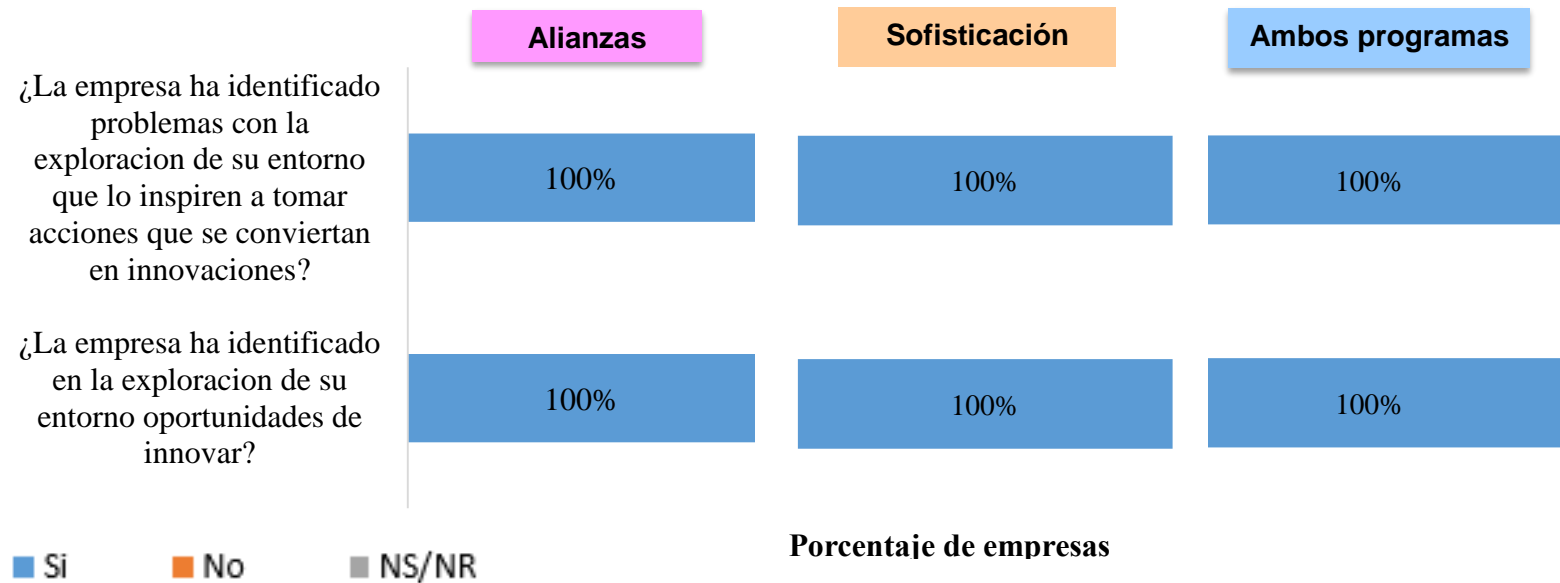 Alianzas
Sofisticación
Ambos programas
¿La empresa ha identificado
problemas con la
exploracion de su entorno
que lo inspiren a tomar
acciones que se conviertan
en innovaciones?
100%
100%
100%
¿La empresa ha identificado
en la exploracion de su
entorno oportunidades de
innovar?
100%
100%
100%
Porcentaje de empresas
Si
No
NS/NR